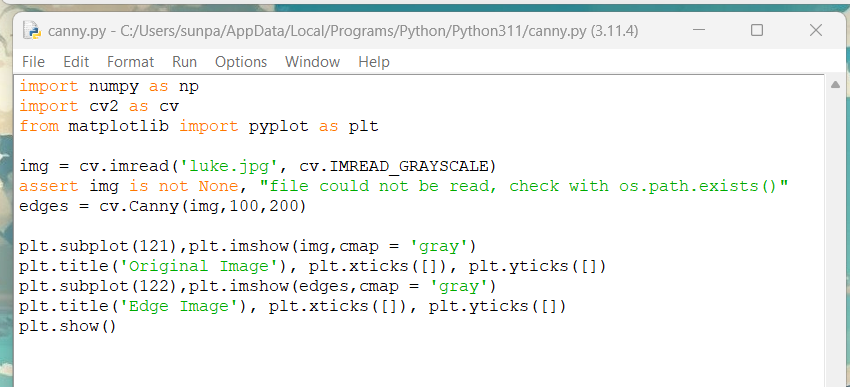 canny.py - C:/Users/sunpa/AppData/Local/Programs/Python/Python311/canny.py (3.11.4)
File Edit Format Run Options Window Help
import numpy as np
import cv2 as cv
from matplotlib import pyplot as plt

img = cv.imread('luke.jpg', cv.IMREAD_GRAYSCALE)
assert img is not None, "file could not be read, check with os.path.exists()"
edges = cv.Canny(img,100,200)

plt.subplot(121),plt.imshow(img,cmap = 'gray')
plt.title('Original Image'), plt.xticks([]), plt.yticks([])
plt.subplot(122),plt.imshow(edges,cmap = 'gray')
plt.title('Edge Image'), plt.xticks([]), plt.yticks([])
plt.show()